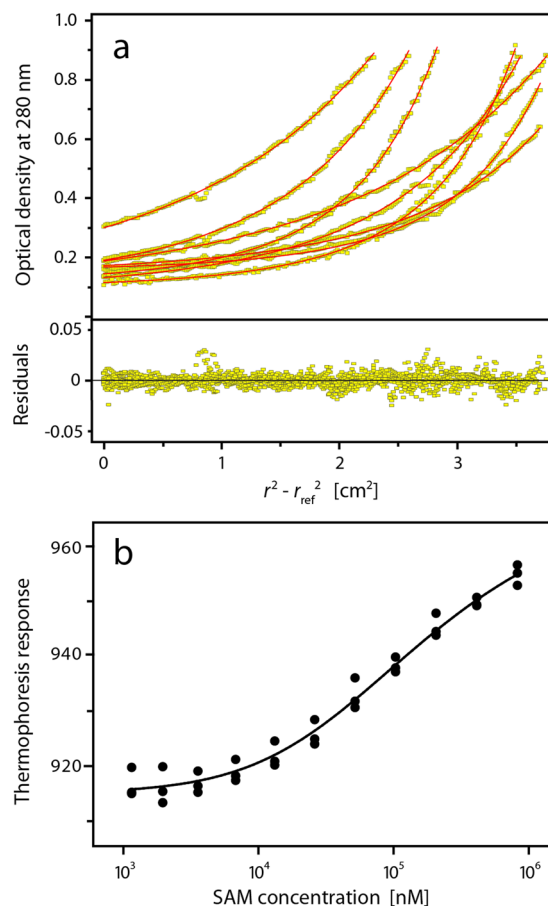 a
1.0
0.8
0.6
0.4
0.2
Optical density at 280 nm
0.05
0
-0.05
Residuals
0 1 2 3
r² - r_ref² [cm²]
b
960
940
920
Thermophoresis response
10³ 10⁴ 10⁵ 10⁶
SAM concentration [nM]